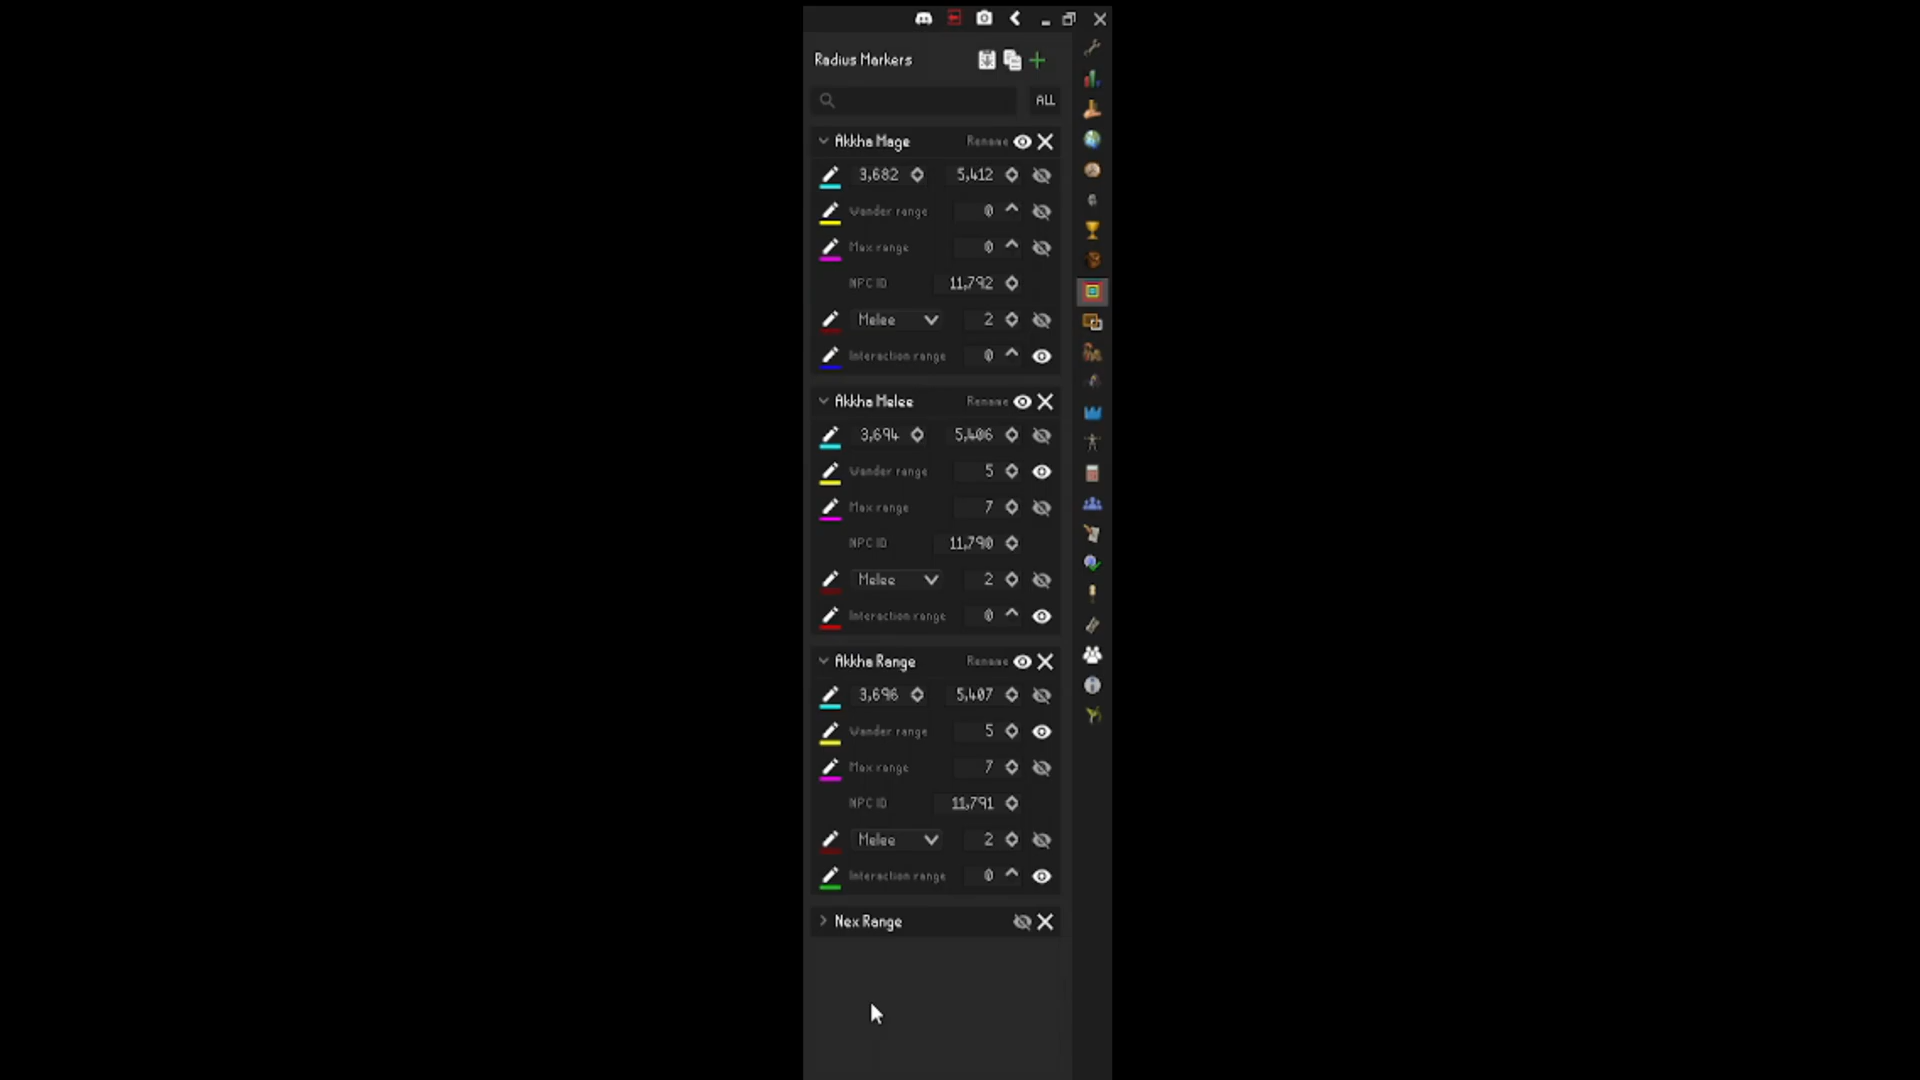 Radius Markers
ALL
Akkha Mage Rename
3,682 5,412
Wander range 0
Max range 0
NPC ID 11,792
Melee 2
Interaction range 0
Akkha Melee Rename
3,694 5,406
Wander range 5
Max range 7
NPC ID 11,790
Melee 2
Interaction range 0
Akkha Range Rename
3,696 5,407
Wander range 5
Max range 7
NPC ID 11,791
Melee 2
Interaction range 0
Nex Range